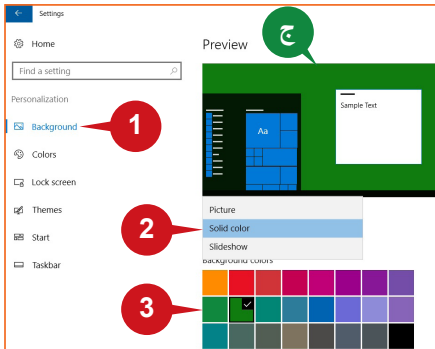 Settings
Home
Find a setting
Personalization
Background
Colors
Lock screen
Themes
Start
Taskbar
Preview
ج
Sample Text
Aa
Picture
Solid color
Slideshow
Background colors
1
2
3